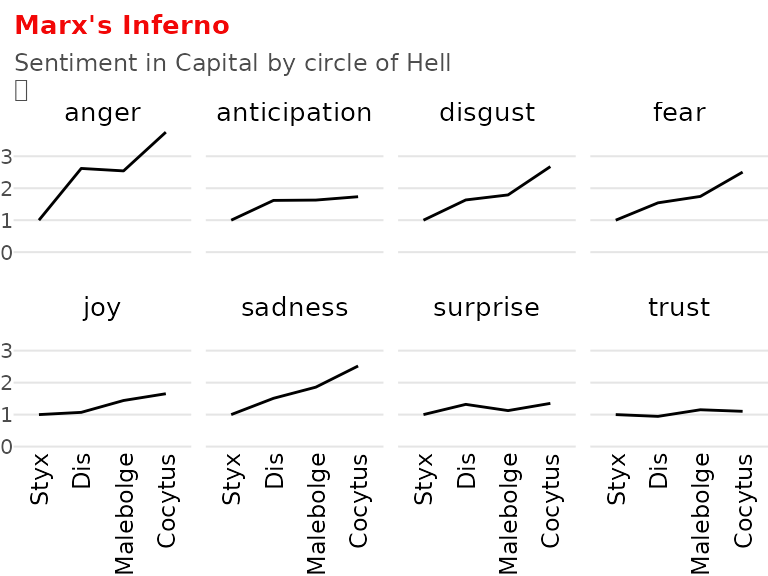 Marx's Inferno
Sentiment in Capital by circle of Hell
anger anticipation disgust fear
3
2
1
0
joy sadness surprise trust
3
2
1
0
Styx Dis Malebolge Cocytus Styx Dis Malebolge Cocytus Styx Dis Malebolge Cocytus Styx Dis Malebolge Cocytus